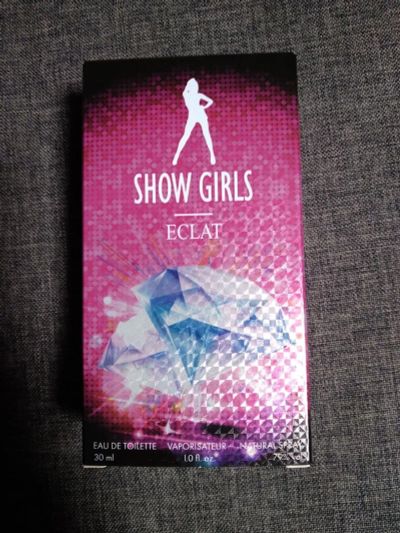 SHOW GIRLS
ECLAT
EAU DE TOILETTE VAPORISATEUR - NATURAL SPRAY
30 ml 1.0 fl. oz.